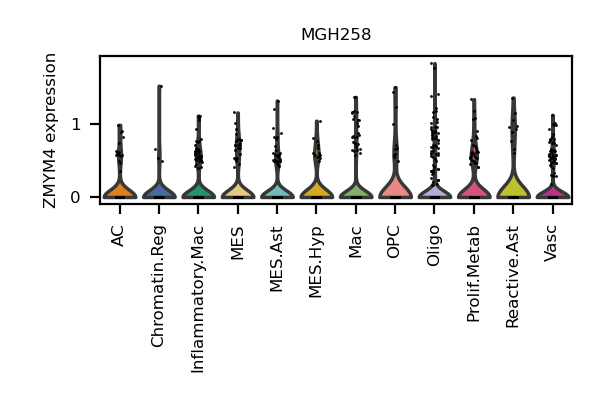 MGH258
ZMYM4 expression
1
0
AC
Chromatin.Reg
Inflammatory.Mac
MES
MES.Ast
MES.Hyp
Mac
OPC
Oligo
Prolif.Metab
Reactive.Ast
Vasc